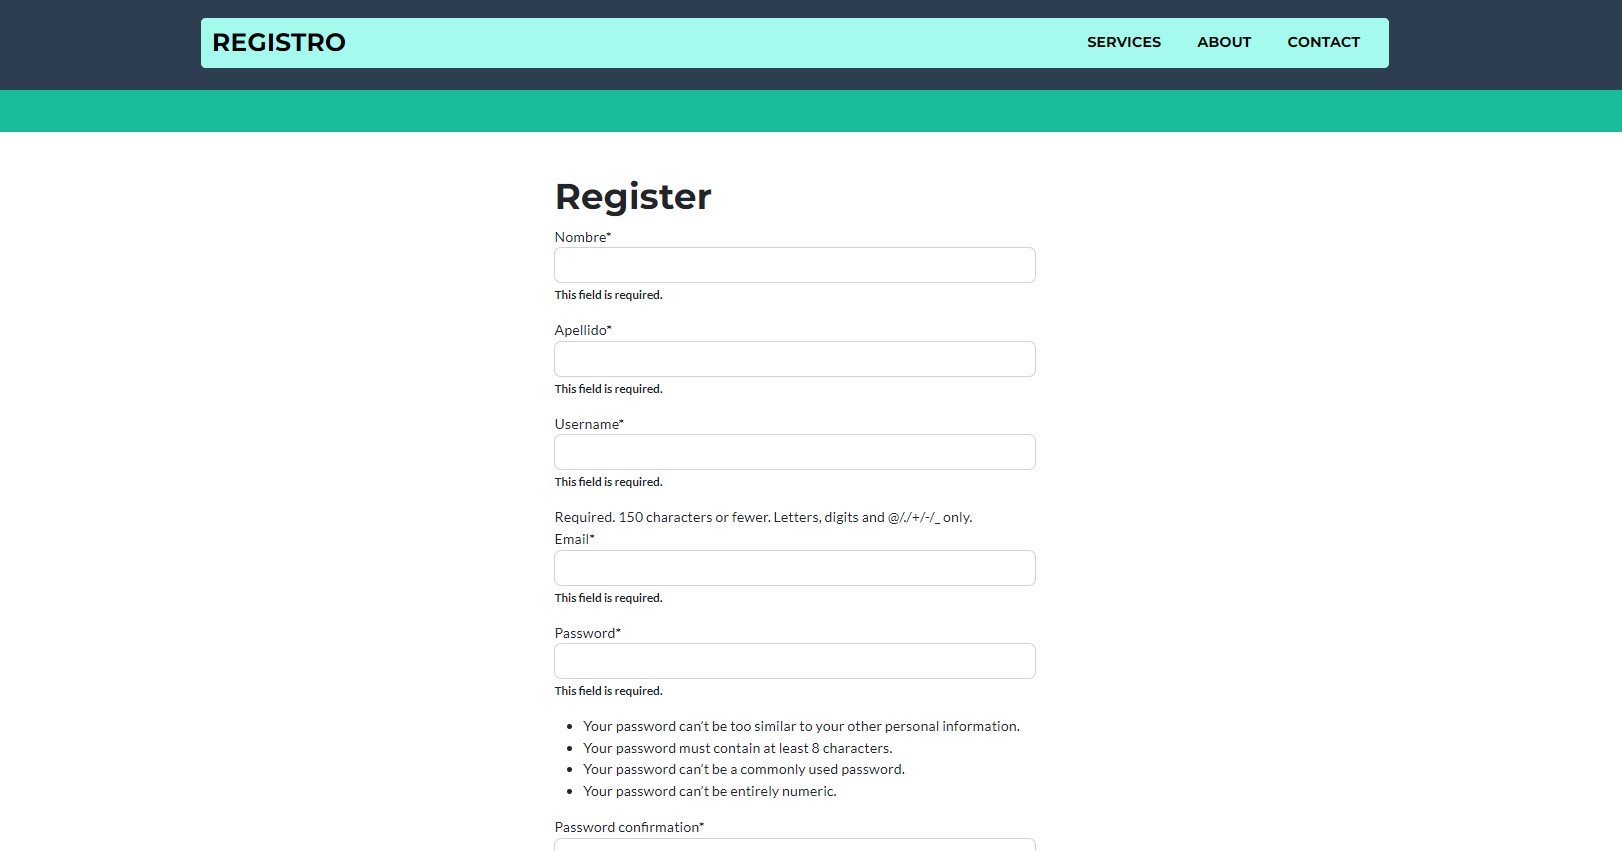 REGISTRO
SERVICES ABOUT CONTACT
Register
Nombre*
This field is required.
Apellido*
This field is required.
Username*
This field is required.
Required. 150 characters or fewer. Letters, digits and @/./+/-/_ only.
Email*
This field is required.
Password*
This field is required.
• Your password can’t be too similar to your other personal information.
• Your password must contain at least 8 characters.
• Your password can’t be a commonly used password.
• Your password can’t be entirely numeric.
Password confirmation*